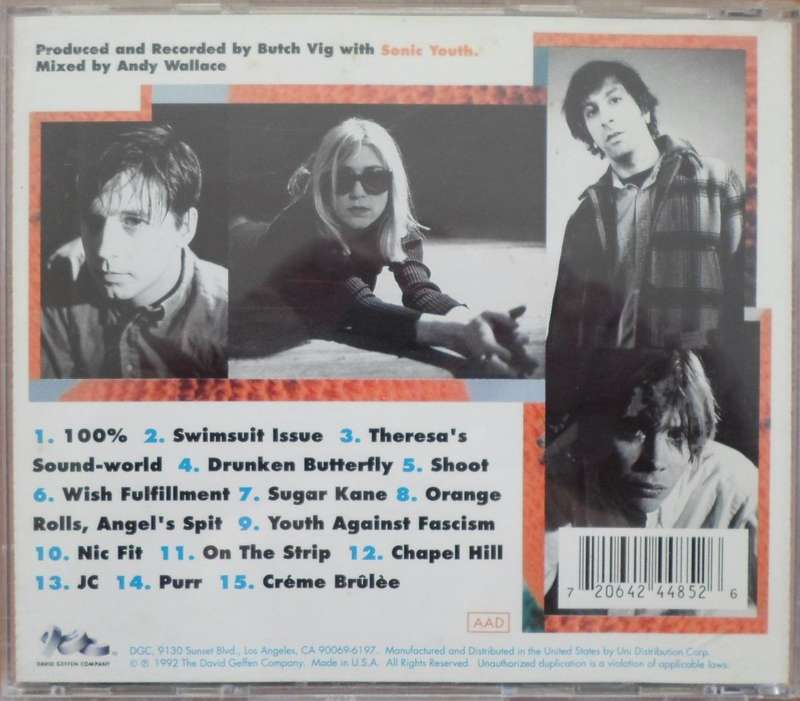 Produced and Recorded by Butch Vig with Sonic Youth.
Mixed by Andy Wallace
1. 100% 2. Swimsuit Issue 3. Theresa's
Sound-world 4. Drunken Butterfly 5. Shoot
6. Wish Fulfillment 7. Sugar Kane 8. Orange
Rolls, Angel's Spit 9. Youth Against Fascism
10. Nic Fit 11. On The Strip 12. Chapel Hill
13. JC 14. Purr 15. Créme Brûlèe
7 20642 44852 6
AAD
DAVID GEFFEN COMPANY
DGC. 9130 Sunset Blvd., Los Angeles, CA 90069-6197. Manufactured and Distributed in the United States by Uni Distribution Corp.
© ℗ 1992 The David Geffen Company. Made in U.S.A. All Rights Reserved. Unauthorized duplication is a violation of applicable laws.